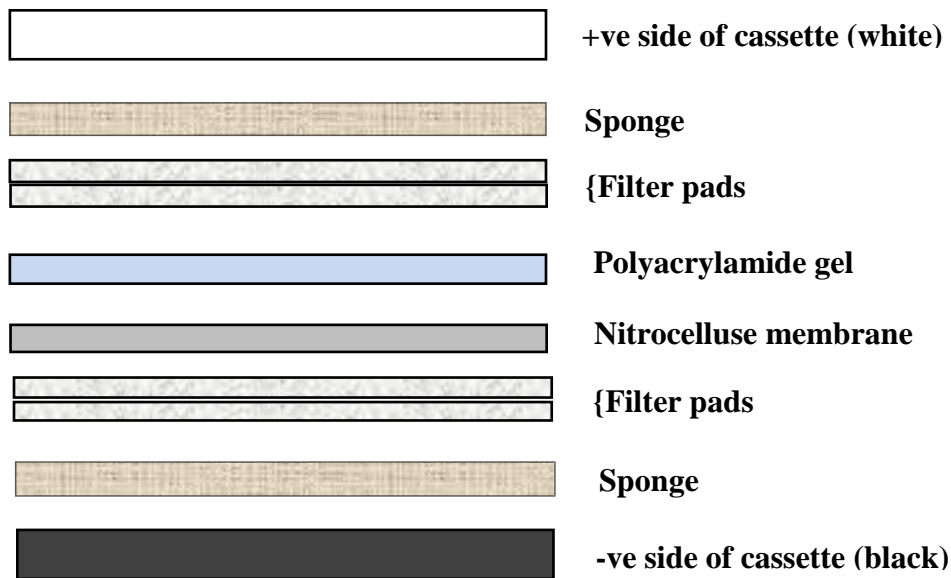 +ve side of cassette (white)
Sponge
{Filter pads
Polyacrylamide gel
Nitrocelluse membrane
{Filter pads
Sponge
-ve side of cassette (black)